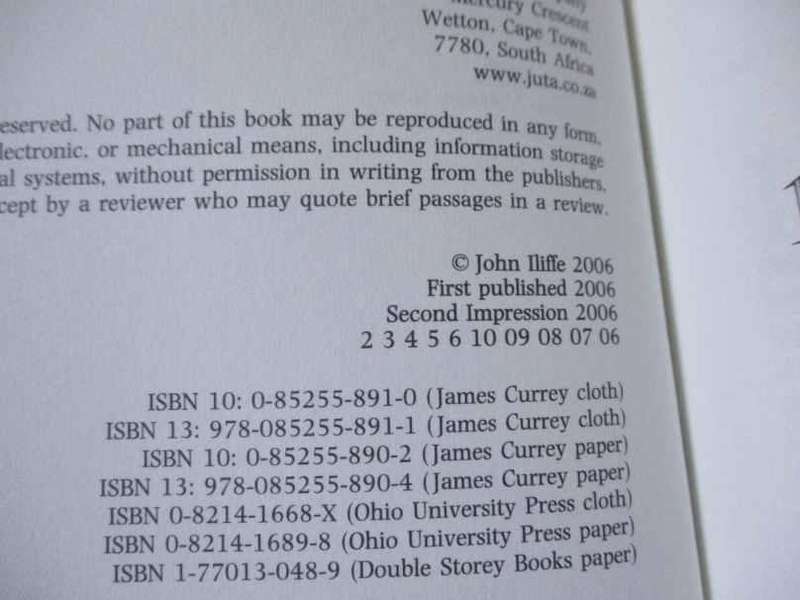 Mercury Crescent
Wetton, Cape Town,
7780, South Africa
www.juta.co.za
eserved. No part of this book may be reproduced in any form,
lectronic, or mechanical means, including information storage
al systems, without permission in writing from the publishers,
cept by a reviewer who may quote brief passages in a review.
© John Iliffe 2006
First published 2006
Second Impression 2006
2 3 4 5 6 10 09 08 07 06
ISBN 10: 0-85255-891-0 (James Currey cloth)
ISBN 13: 978-085255-891-1 (James Currey cloth)
ISBN 10: 0-85255-890-2 (James Currey paper)
ISBN 13: 978-085255-890-4 (James Currey paper)
ISBN 0-8214-1668-X (Ohio University Press cloth)
ISBN 0-8214-1689-8 (Ohio University Press paper)
ISBN 1-77013-048-9 (Double Storey Books paper)